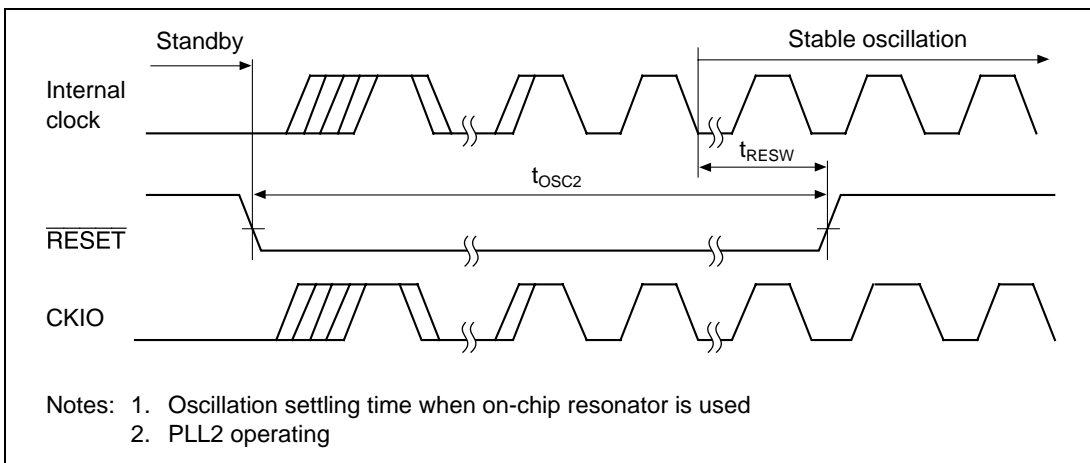 Standby
Stable oscillation
Internal
clock
tRESW
tOSC2
RESET
CKIO
Notes: 1. Oscillation settling time when on-chip resonator is used
2. PLL2 operating